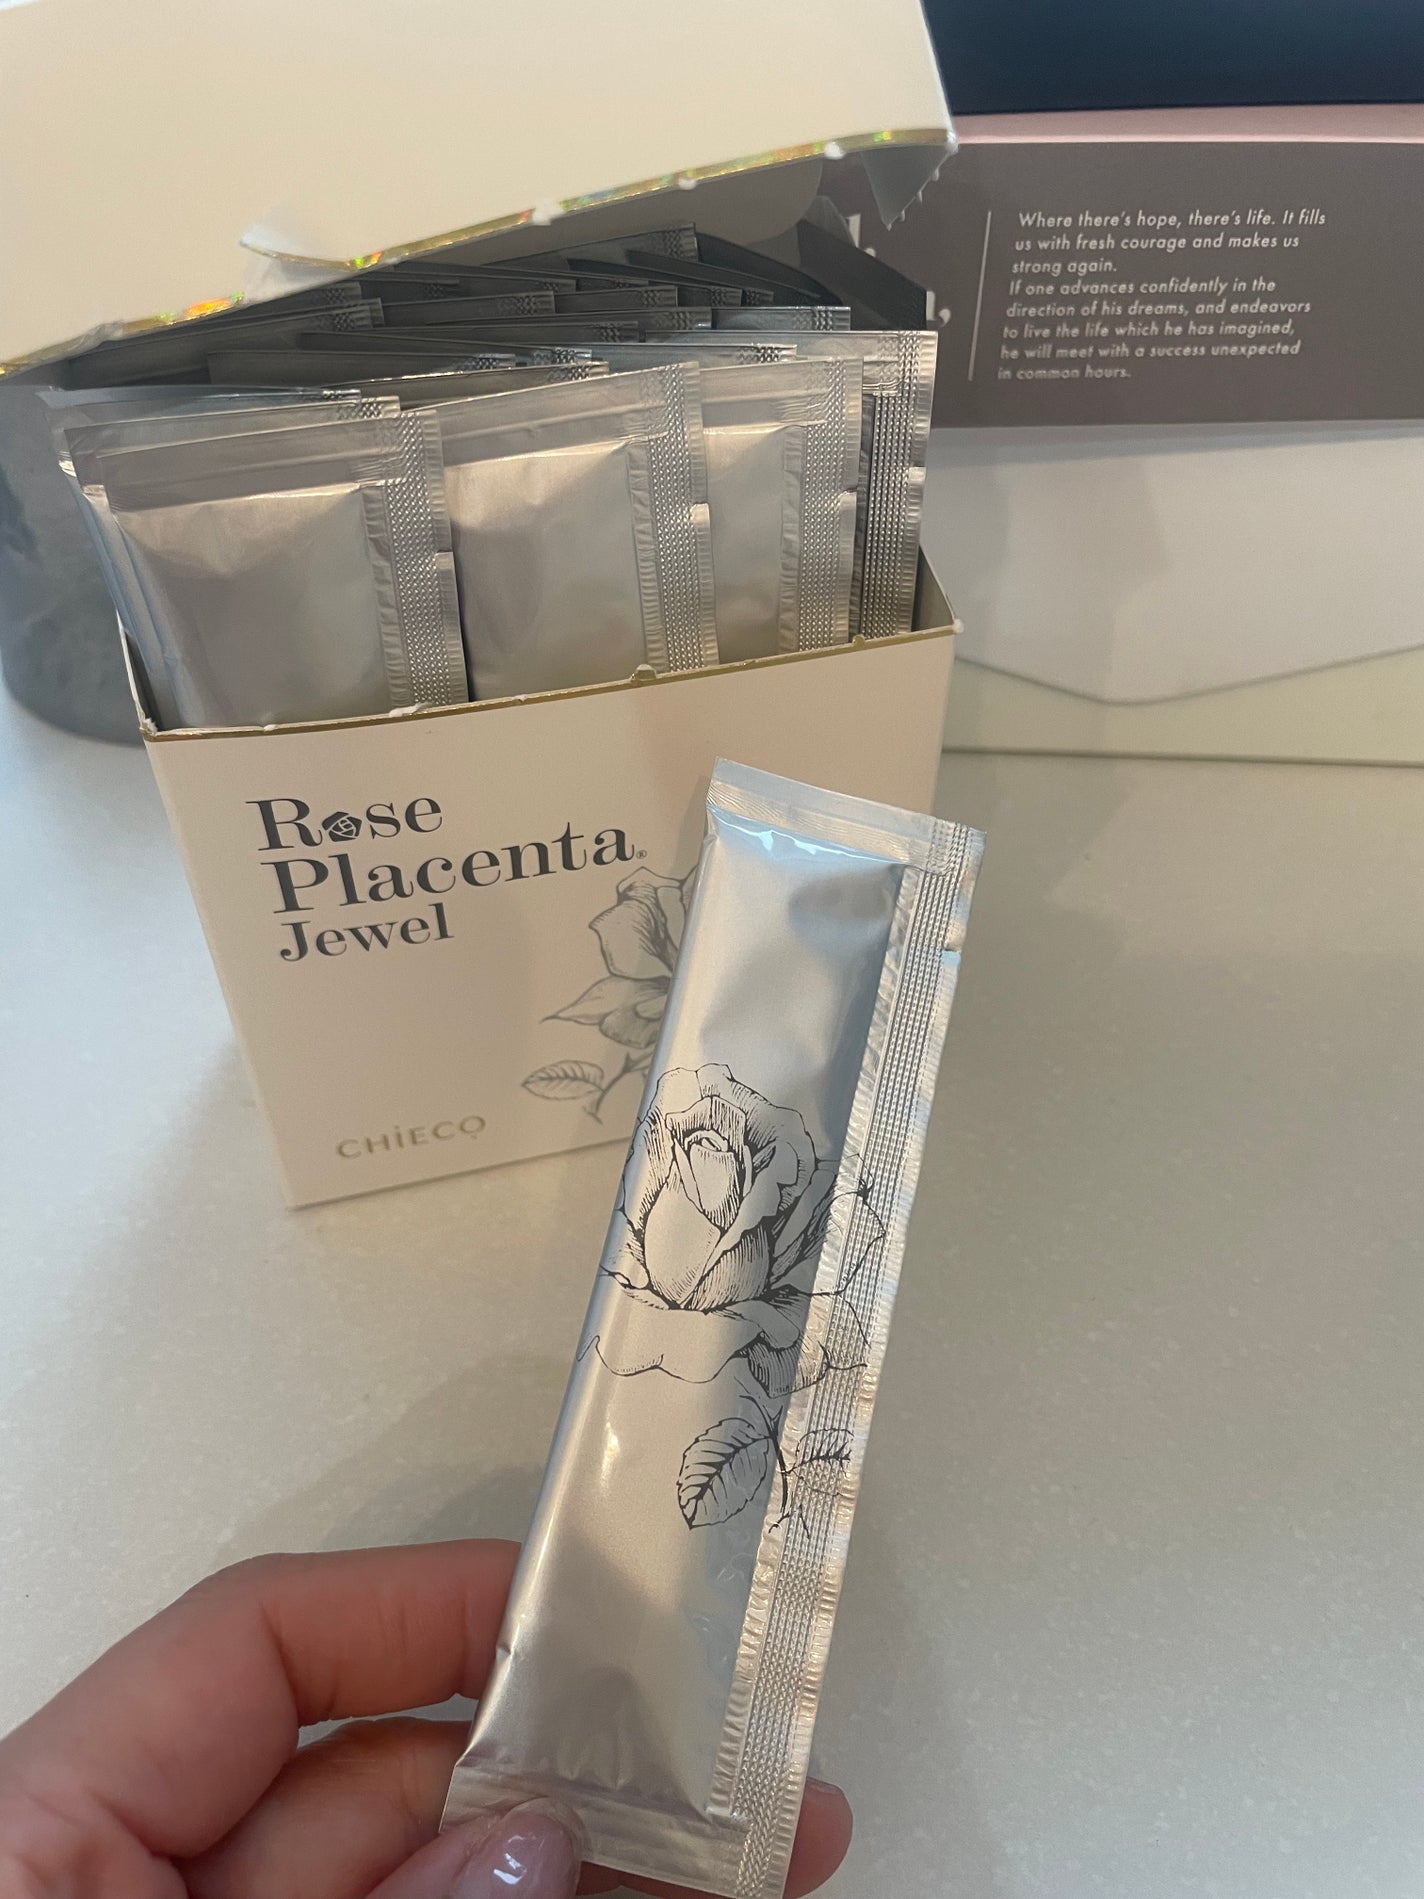 Where there's hope, there's life. It fills
us with fresh courage and makes us
strong again.
If one advances confidently in the
direction of his dreams, and endeavors
to live the life which he has imagined,
he will meet with a success unexpected
in common hours.
Rose
Placenta®
Jewel
CHiECO